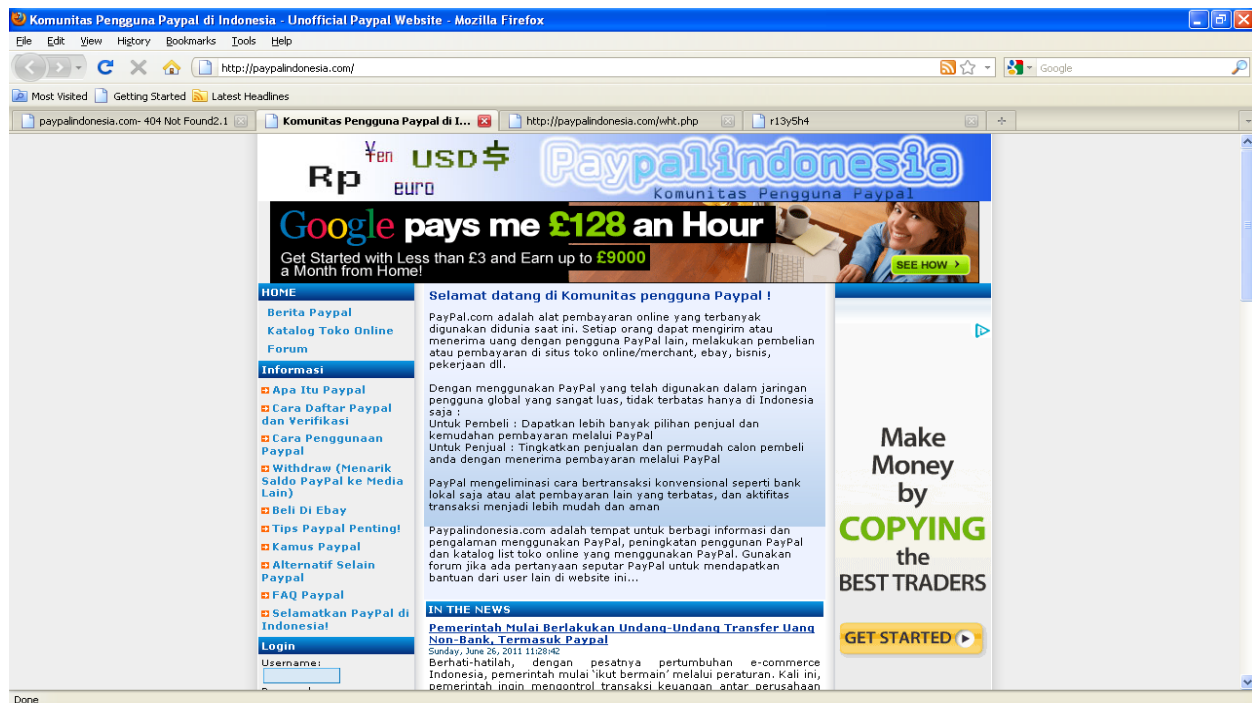 Komunitas Pengguna Paypal di Indonesia - Unofficial Paypal Website - Mozilla Firefox
File Edit View History Bookmarks Tools Help
http://paypalindonesia.com/
Google
Most Visited Getting Started Latest Headlines
paypalindonesia.com- 404 Not Found2.1
Komunitas Pengguna Paypal di I...
http://paypalindonesia.com/wht.php
r13y5h4
¥en USD$
Rp euro
Paypalindonesia
Komunitas Pengguna Paypal
Google pays me £128 an Hour
Get Started with Less than £3 and Earn up to £9000
a Month from Home!
SEE HOW >
HOME
Berita Paypal
Katalog Toko Online
Forum
Informasi
Apa Itu Paypal
Cara Daftar Paypal
dan Verifikasi
Cara Penggunaan
Paypal
Withdraw (Menarik
Saldo PayPal ke Media
Lain)
Beli Di Ebay
Tips Paypal Penting!
Kamus Paypal
Alternatif Selain
Paypal
FAQ Paypal
Selamatkan PayPal di
Indonesia!
Login
Username:
Selamat datang di Komunitas pengguna Paypal !
PayPal.com adalah alat pembayaran online yang terbanyak
digunakan didunia saat ini. Setiap orang dapat mengirim atau
menerima uang dengan pengguna PayPal lain, melakukan pembelian
atau pembayaran di situs toko online/merchant, ebay, bisnis,
pekerjaan dll.
Dengan menggunakan PayPal yang telah digunakan dalam jaringan
pengguna global yang sangat luas, tidak terbatas hanya di Indonesia
saja :
Untuk Pembeli : Dapatkan lebih banyak pilihan penjual dan
kemudahan pembayaran melalui PayPal
Untuk Penjual : Tingkatkan penjualan dan permudah calon pembeli
anda dengan menerima pembayaran melalui PayPal
PayPal mengeliminasi cara bertransaksi konvensional seperti bank
lokal saja atau alat pembayaran lain yang terbatas, dan aktifitas
transaksi menjadi lebih mudah dan aman
Paypalindonesia.com adalah tempat untuk berbagi informasi dan
pengalaman menggunakan PayPal, peningkatan penggunan PayPal
dan katalog list toko online yang menggunakan PayPal. Gunakan
forum jika ada pertanyaan seputar PayPal untuk mendapatkan
bantuan dari user lain di website ini...
IN THE NEWS
Pemerintah Mulai Berlakukan Undang-Undang Transfer Uang
Non-Bank, Termasuk Paypal
Sunday, June 26, 2011 11:28:42
Berhati-hatilah, dengan pesatnya pertumbuhan e-commerce
Indonesia, pemerintah mulai 'ikut bermain' melalui peraturan. Kali ini,
pemerintah ingin mengontrol transaksi keuangan antar perusahaan
Make
Money
by
COPYING
the
BEST TRADERS
GET STARTED
Done